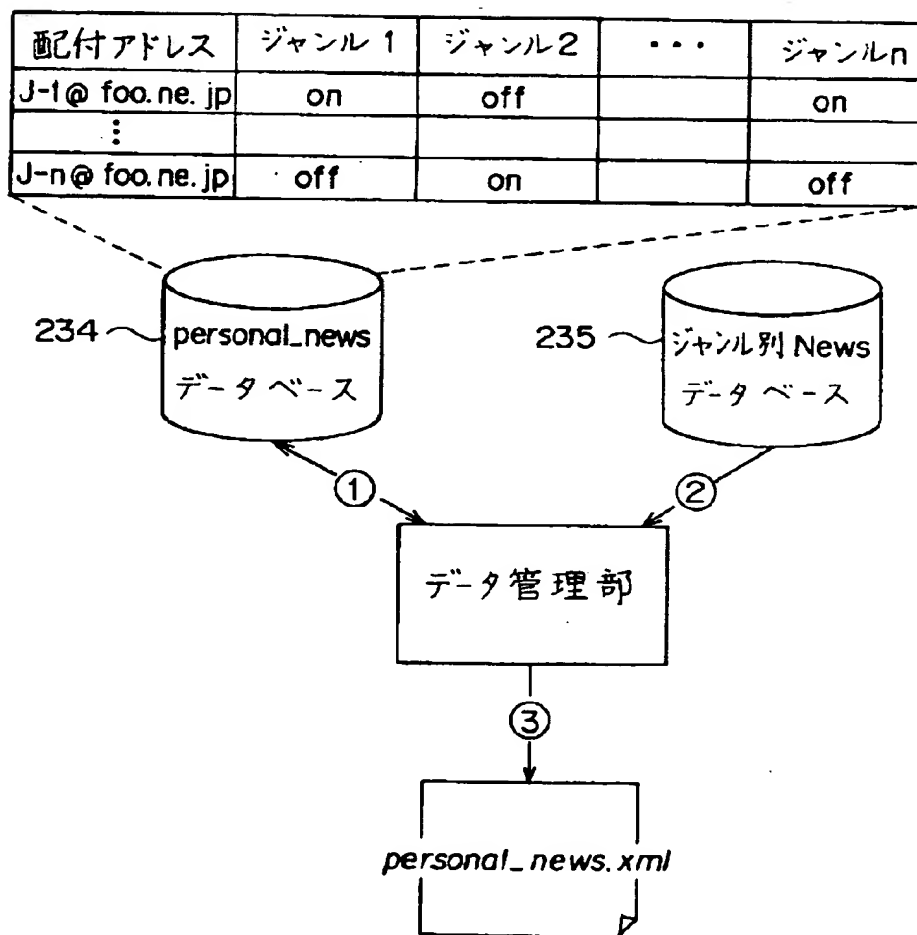 配付アドレス ジャンル1 ジャンル2 ・・・ ジャンルn
J-1@foo.ne.jp on off on
⋮
J-n@foo.ne.jp off on off
234 personal_news
データベース
235 ジャンル別News
データベース
①
②
データ管理部
③
personal_news.xml